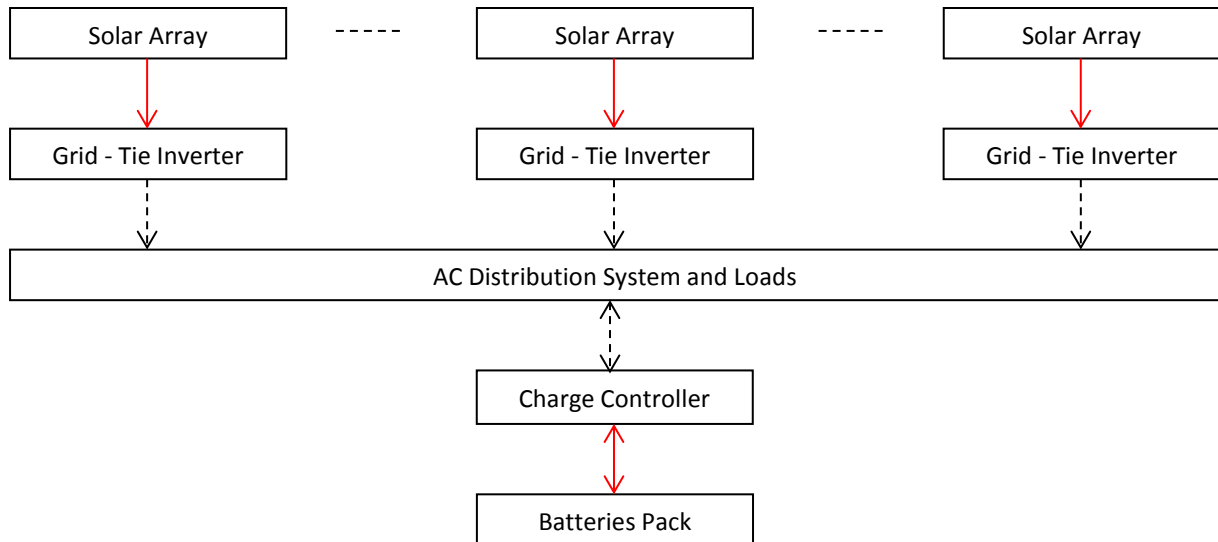 Solar Array
Solar Array
Solar Array
Grid - Tie Inverter
Grid - Tie Inverter
Grid - Tie Inverter
AC Distribution System and Loads
Charge Controller
Batteries Pack